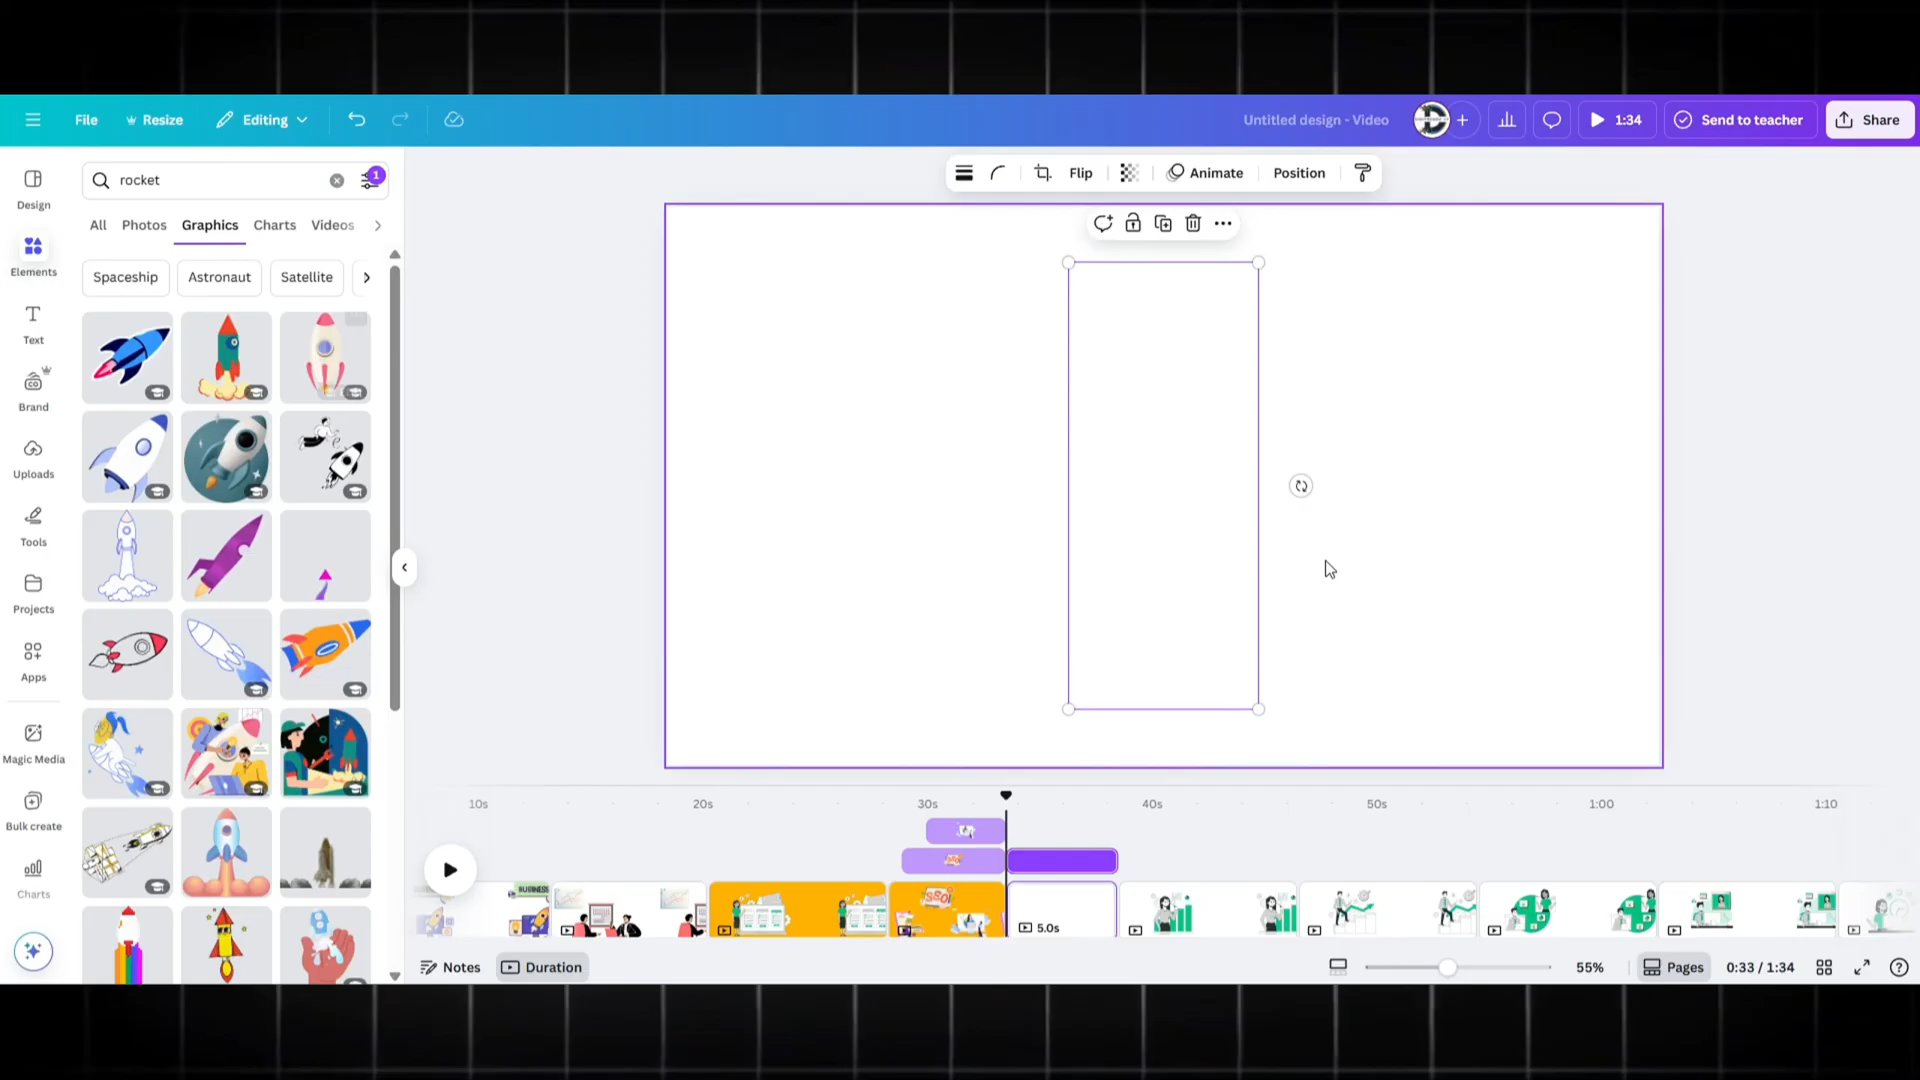 File
Resize
Editing
Untitled design - Video
1:34
Send to teacher
Share
rocket
1
Flip
Animate
Position
Design
Elements
Text
Brand
Uploads
Tools
Projects
Apps
Magic Media
Bulk create
Charts
All
Photos
Graphics
Charts
Videos
Spaceship
Astronaut
Satellite
10s
20s
30s
40s
50s
1:00
1:10
BUSINESS
5.0s
Notes
Duration
55%
Pages
0:33 / 1:34